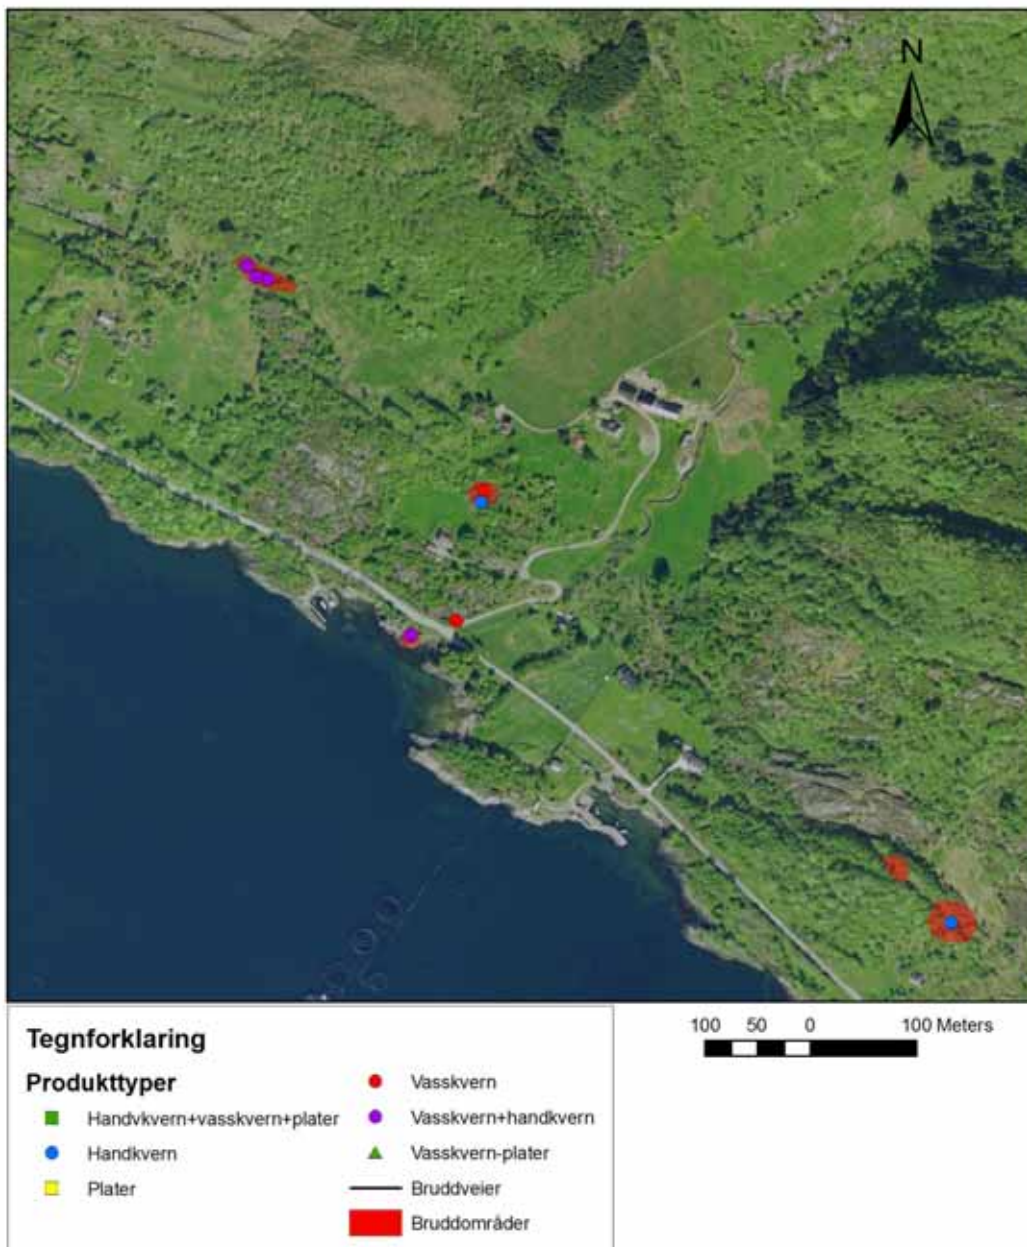 N
100 50 0 100 Meters
Tegnforklaring
Produkttyper
Handvkvern+vasskvern+plater
Handkvern
Plater
Vasskvern
Vasskvern+handkvern
Vasskvern-plater
Bruddveier
Bruddområder